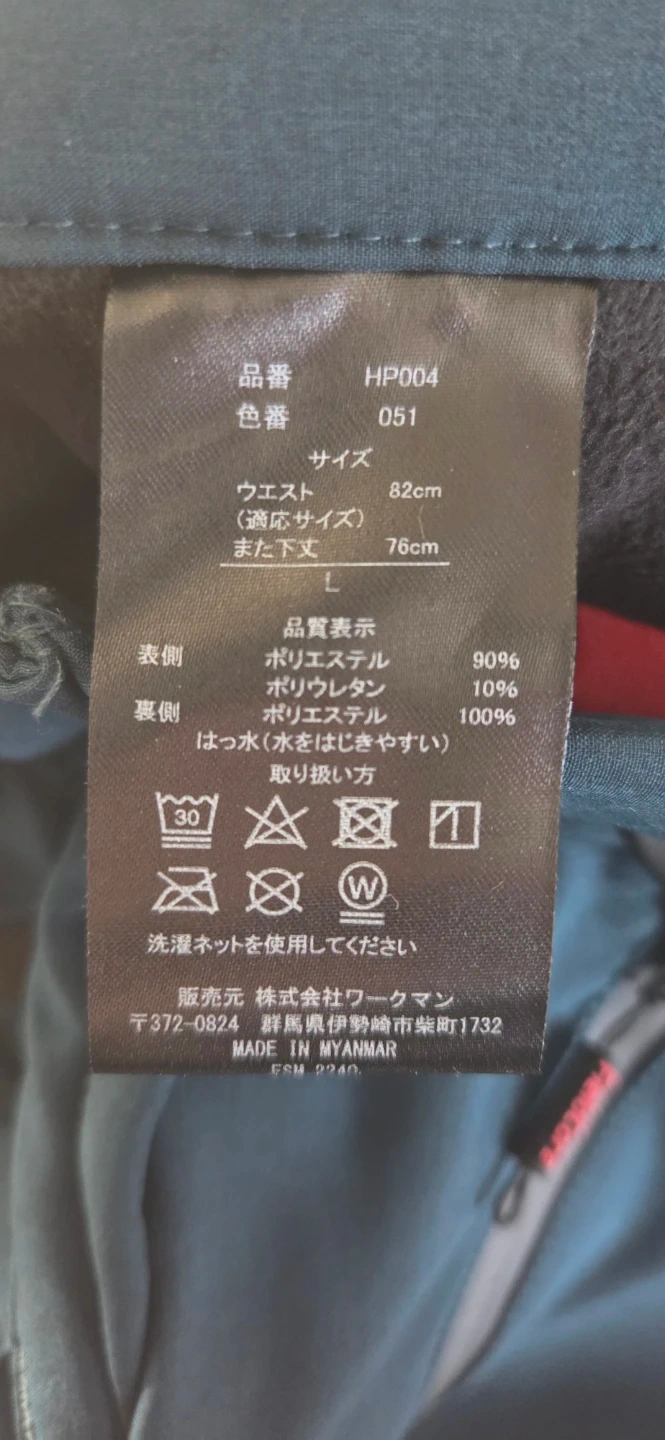 品番 HP004
色番 051
サイズ
ウエスト 82cm
(適応サイズ)
また下丈 76cm
L
品質表示
表側 ポリエステル 90%
ポリウレタン 10%
裏側 ポリエステル 100%
はっ水(水をはじきやすい)
取り扱い方
30
W
洗濯ネットを使用してください
販売元 株式会社ワークマン
〒372-0824 群馬県伊勢崎市柴町1732
MADE IN MYANMAR